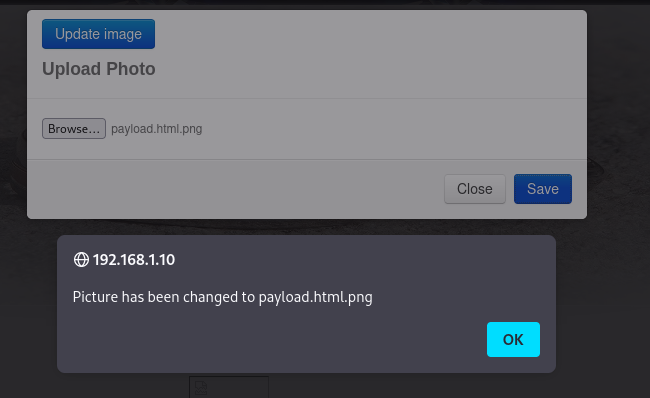 Update image
Upload Photo
Browse... payload.html.png
Close Save
192.168.1.10
Picture has been changed to payload.html.png
OK